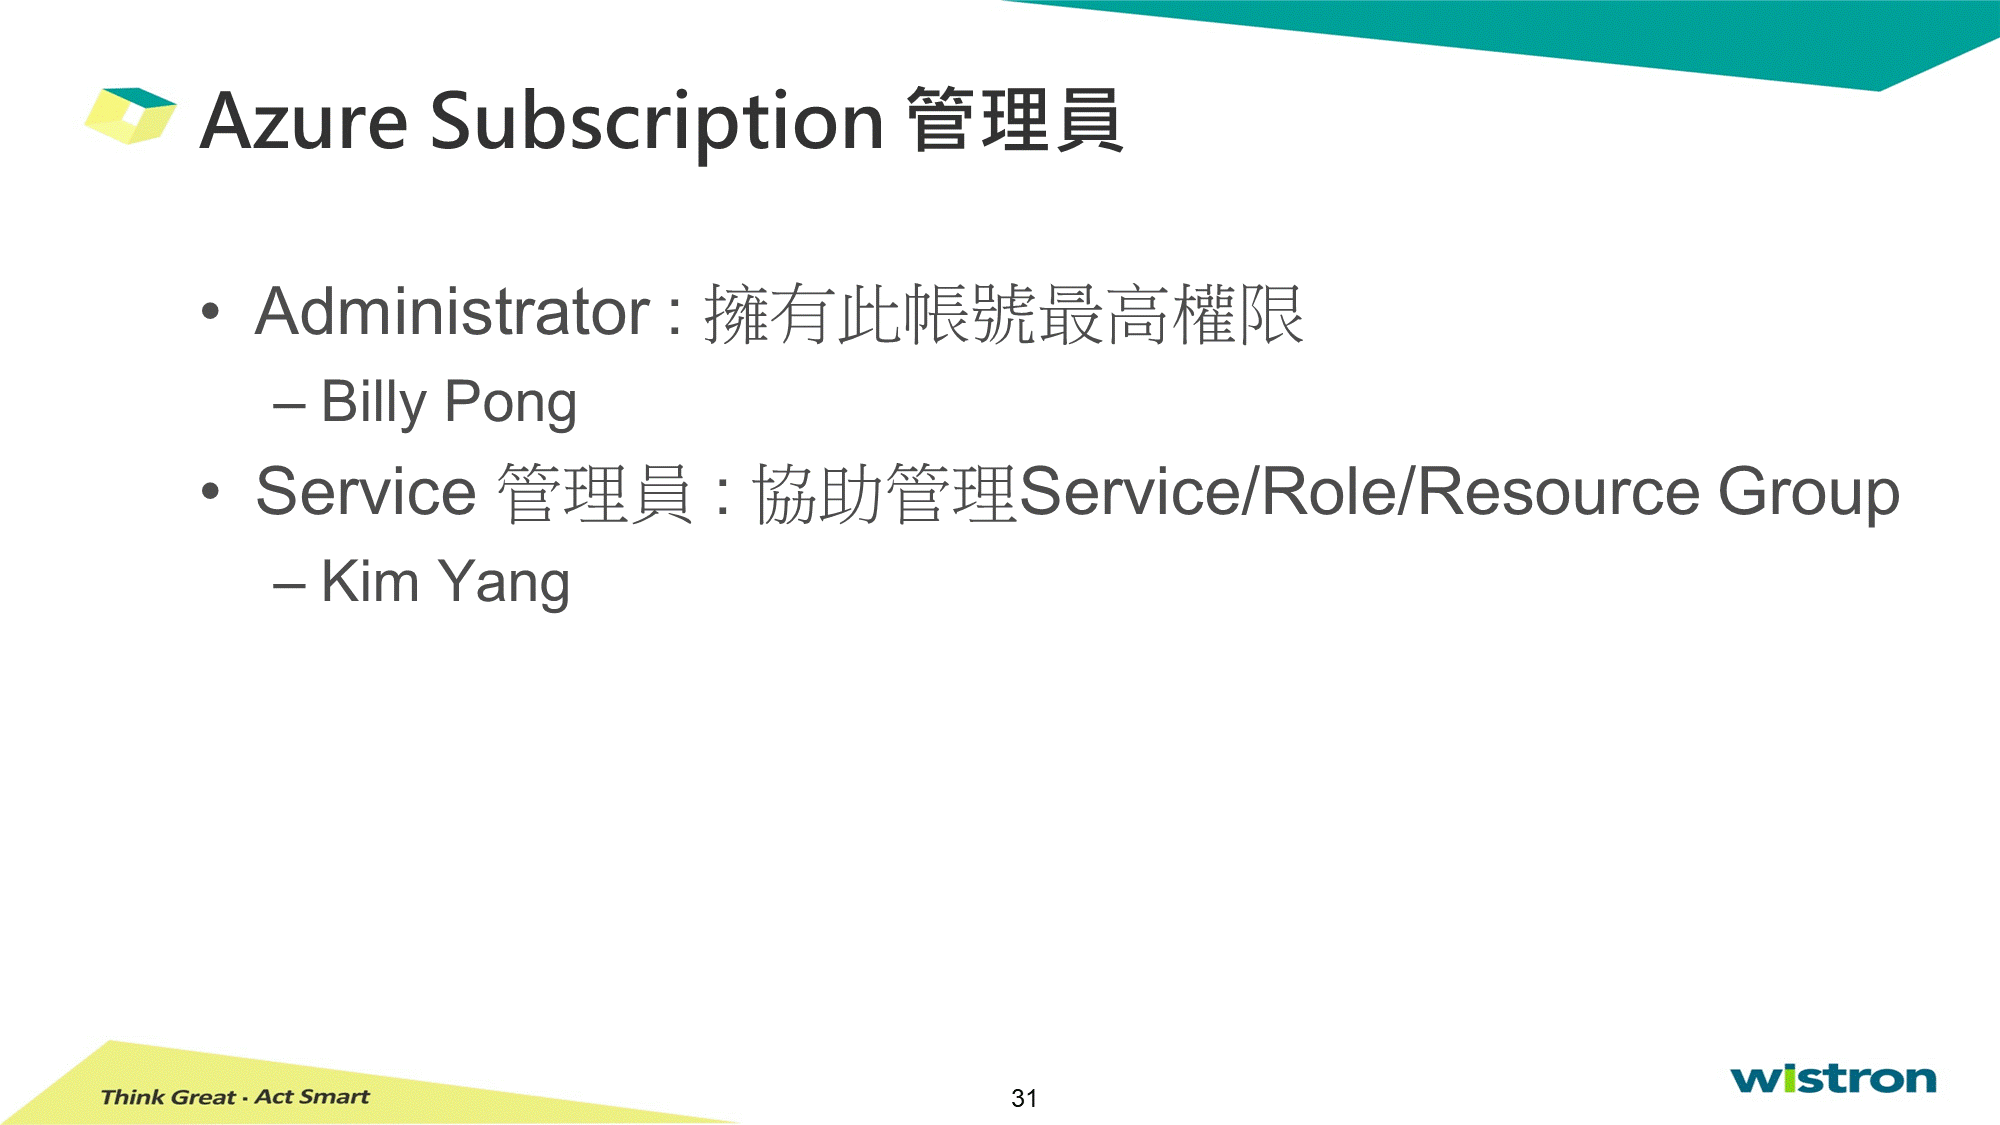 Azure Subscription 管理員
• Administrator : 擁有此帳號最高權限
– Billy Pong
• Service 管理員 : 協助管理Service/Role/Resource Group
– Kim Yang
Think Great · Act Smart
31
wistron